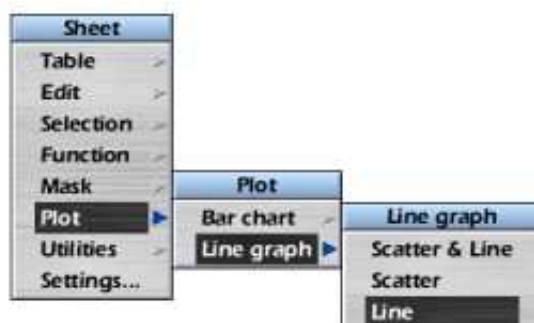 Sheet
Table
Edit
Selection
Function
Mask
Plot
Utilities
Settings...
Plot
Bar chart
Line graph
Line graph
Scatter & Line
Scatter
Line